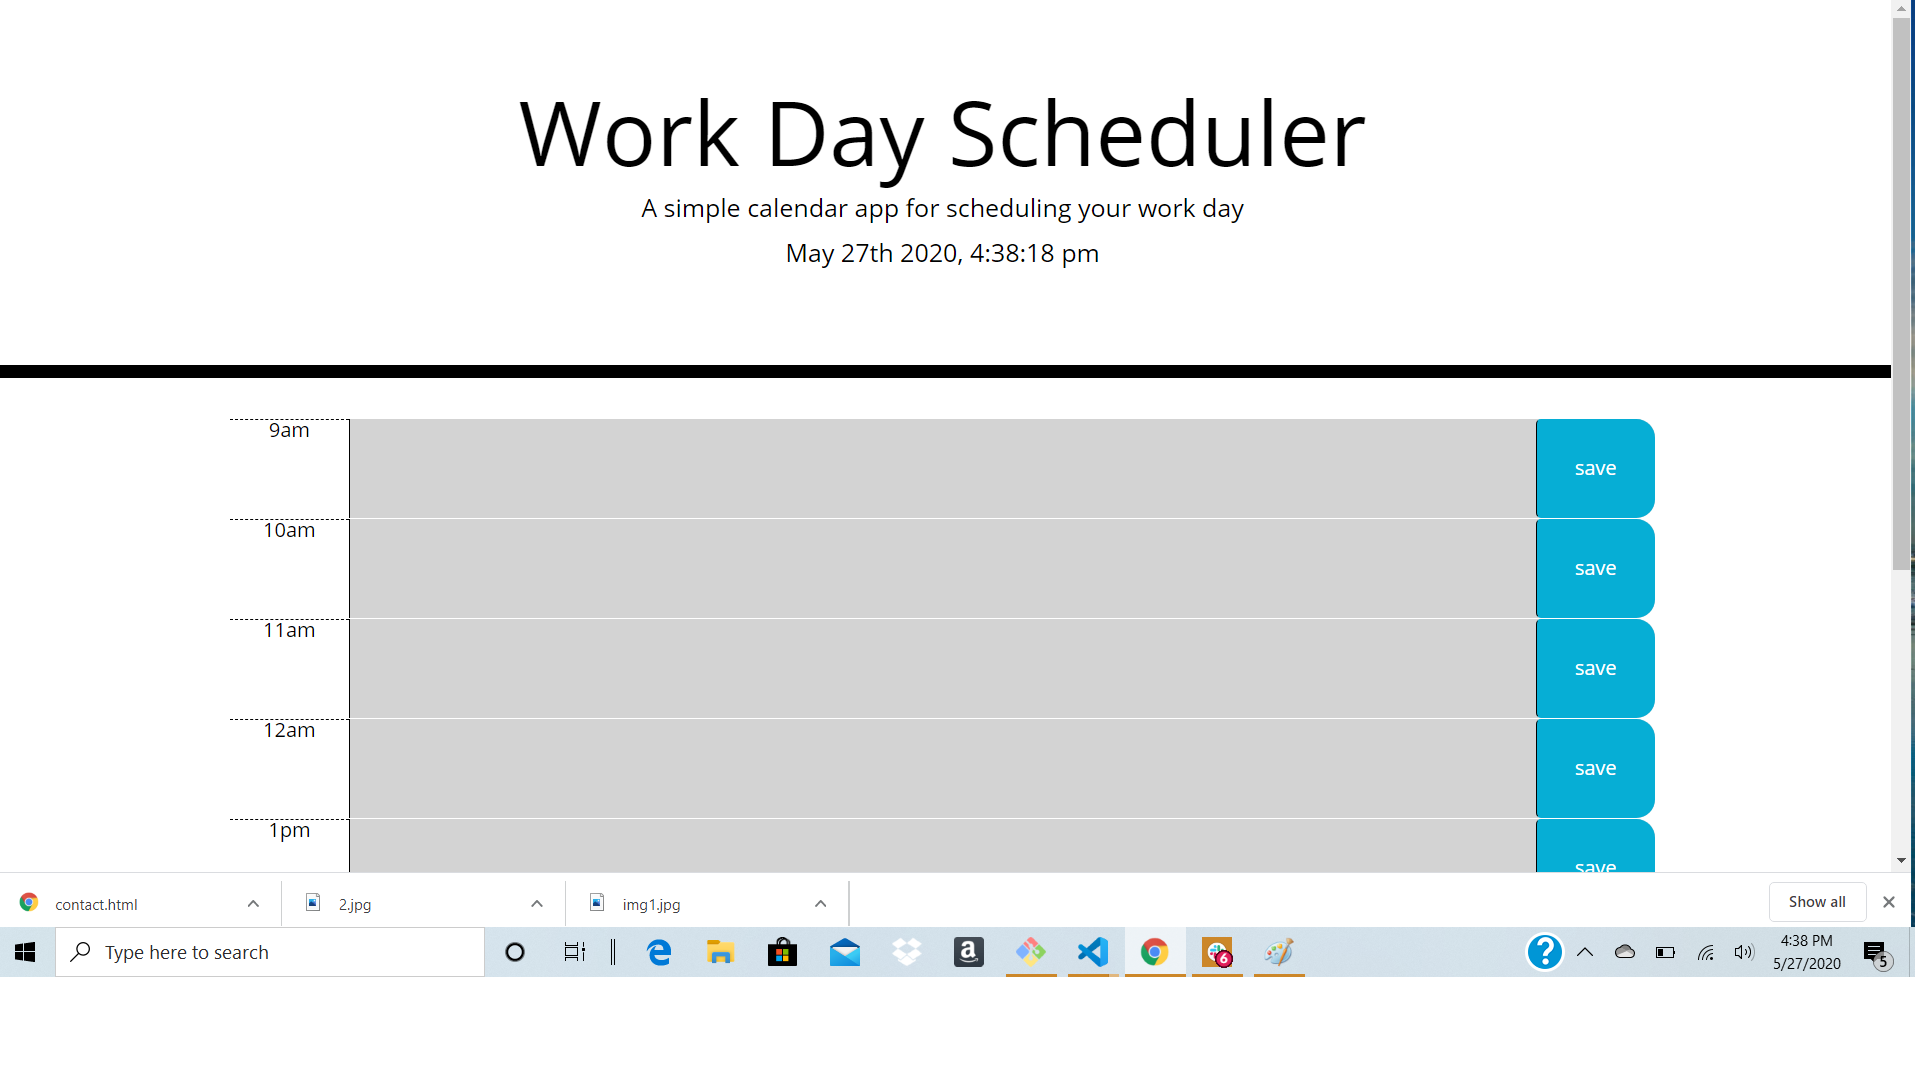 Work Day Scheduler
A simple calendar app for scheduling your work day
May 27th 2020, 4:38:18 pm
9am
save
10am
save
11am
save
12am
save
1pm
save
contact.html
2.jpg
img1.jpg
Show all
Type here to search
a
6
?
4:38 PM
5/27/2020
5